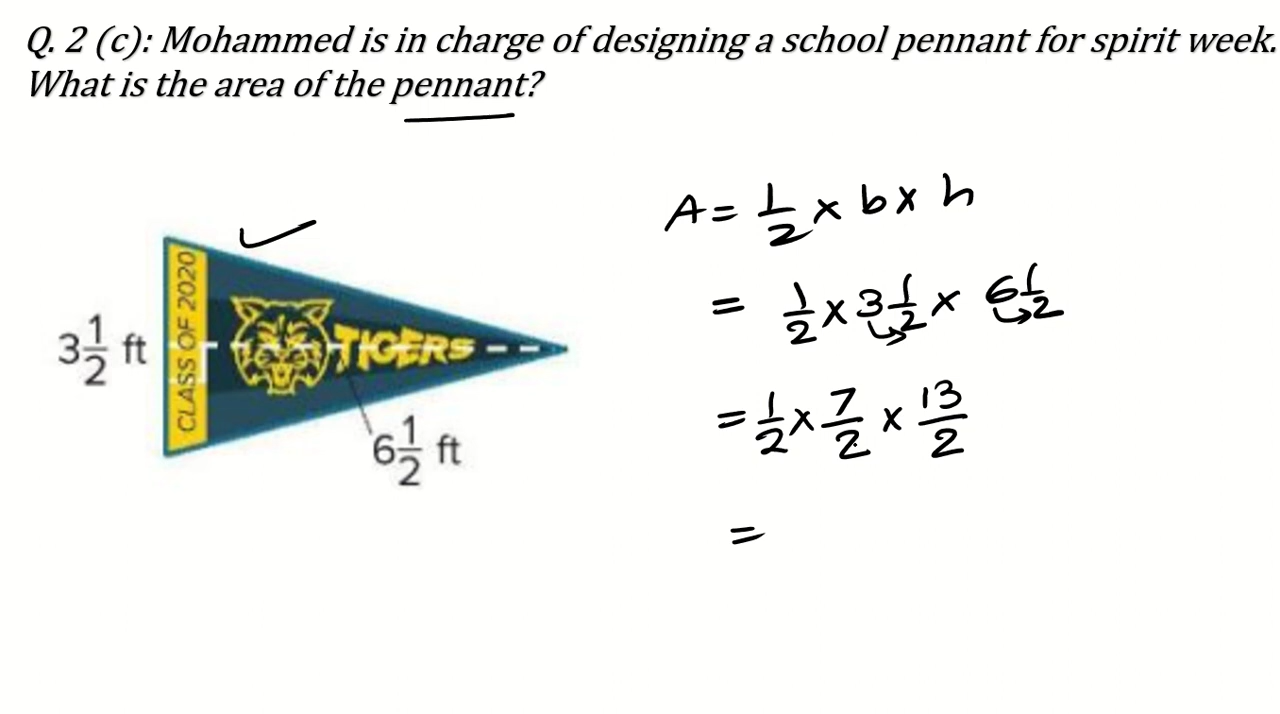 Q. 2 (c): Mohammed is in charge of designing a school pennant for spirit week.
What is the area of the pennant?
CLASS OF 2020
TIGERS
3 1/2 ft
6 1/2 ft
A = 1/2 × b × h
= 1/2 × 3 1/2 × 6 1/2
= 1/2 × 7/2 × 13/2
=